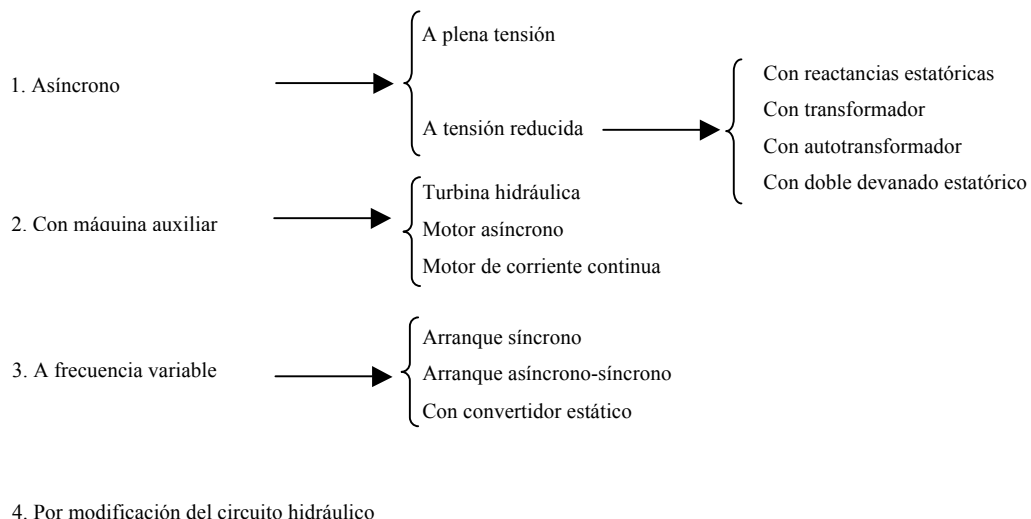 1. Asíncrono
A plena tensión
A tensión reducida
Con reactancias estatóricas
Con transformador
Con autotransformador
Con doble devanado estatórico
2. Con máquina auxiliar
Turbina hidráulica
Motor asíncrono
Motor de corriente continua
3. A frecuencia variable
Arranque síncrono
Arranque asíncrono-síncrono
Con convertidor estático
4. Por modificación del circuito hidráulico